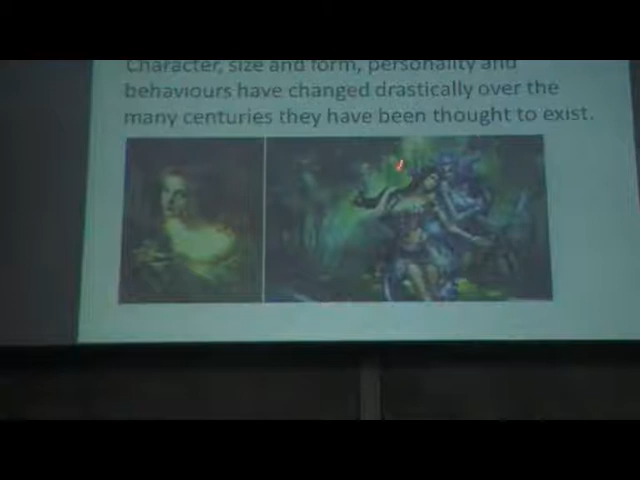 Character, size and form, personality and
behaviours have changed drastically over the
many centuries they have been thought to exist.